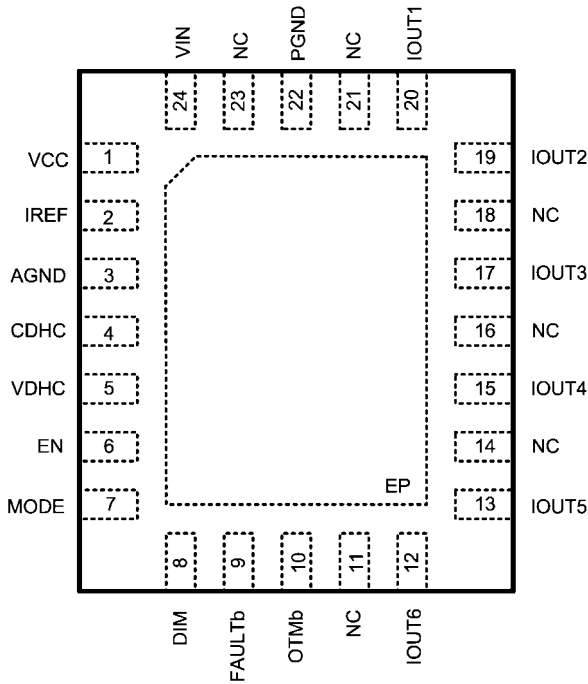 VIN NC PGND NC IOUT1
24 23 22 21 20
VCC 1 19 IOUT2
IREF 2 18 NC
AGND 3 17 IOUT3
CDHC 4 16 NC
VDHC 5 15 IOUT4
EN 6 14 NC
EP
MODE 7 13 IOUT5
8 9 10 11 12
DIM FAULTb OTMb NC IOUT6